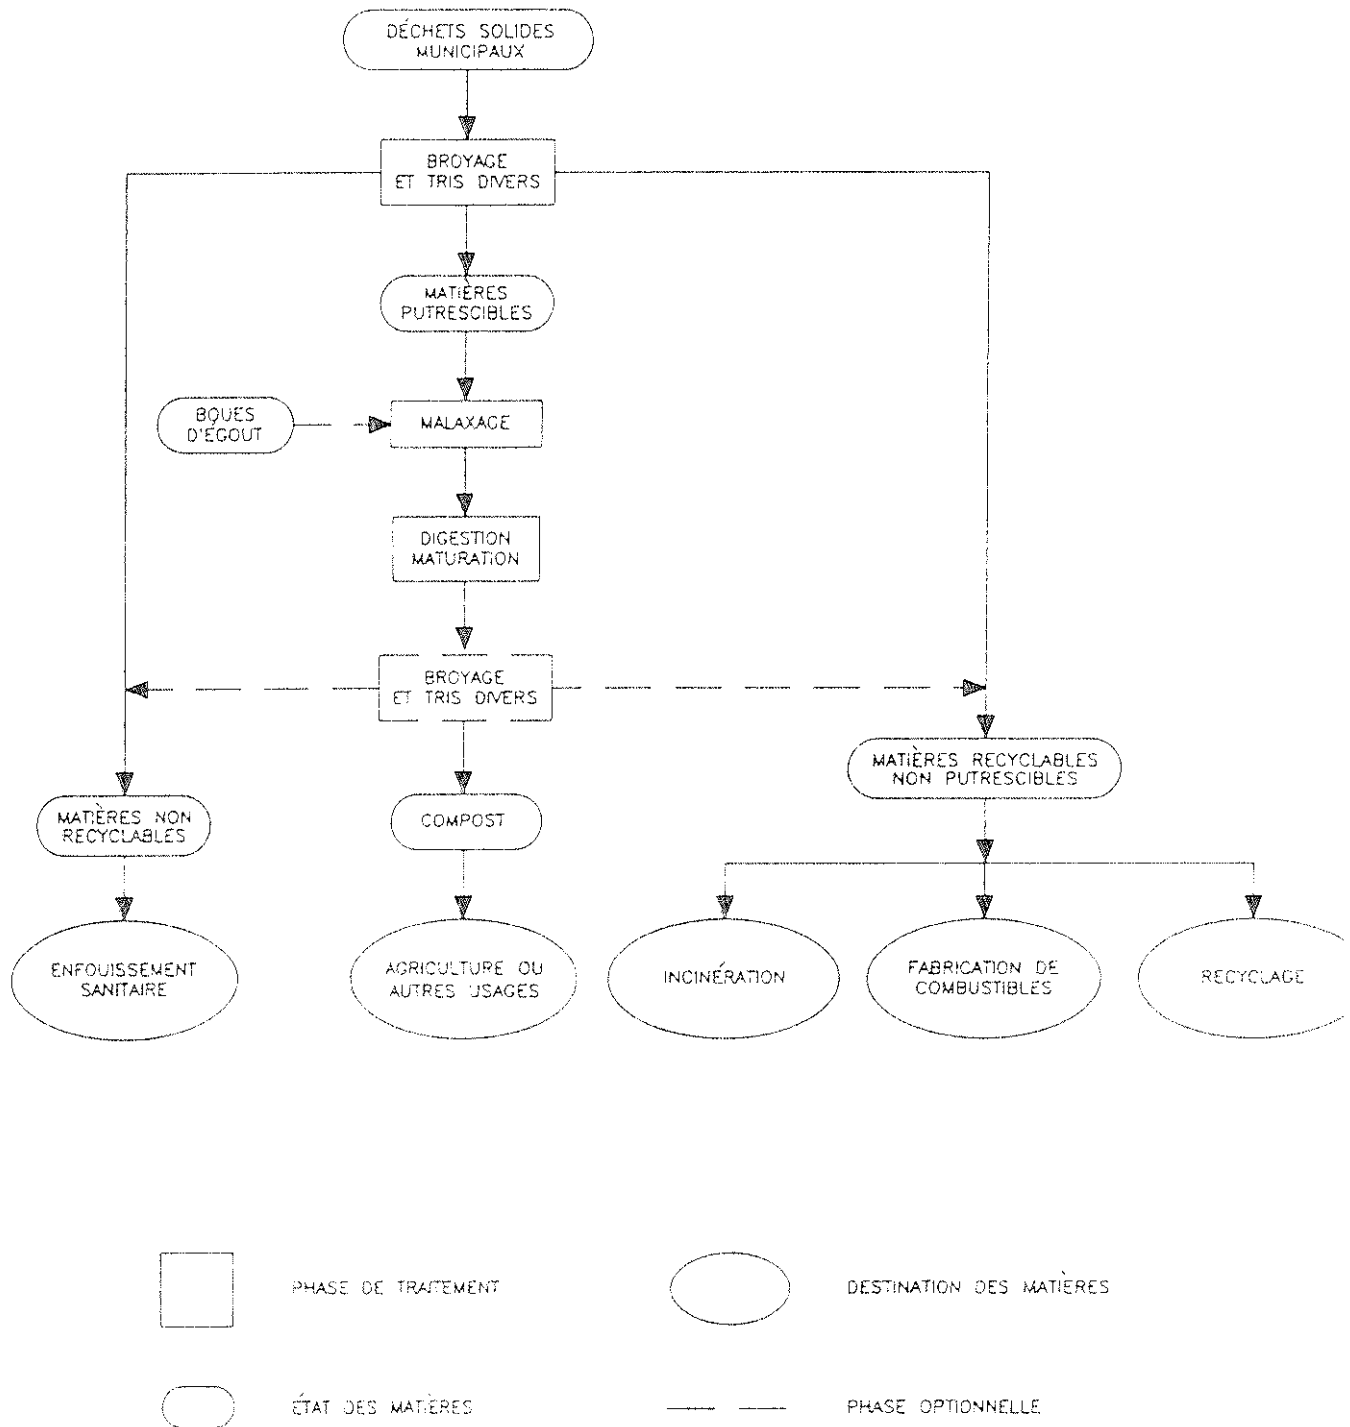 DÉCHETS SOLIDES
MUNICIPAUX
BROYAGE
ET TRIS DIVERS
MATIÈRES
PUTRESCIBLES
BOUES
D'ÉGOUT
MALAXAGE
DIGESTION
MATURATION
BROYAGE
ET TRIS DIVERS
MATIÈRES RECYCLABLES
NON PUTRESCIBLES
MATIÈRES NON
RECYCLABLES
COMPOST
ENFOUISSEMENT
SANITAIRE
AGRICULTURE OU
AUTRES USAGES
INCINÉRATION
FABRICATION DE
COMBUSTIBLES
RECYCLAGE
PHASE DE TRAITEMENT
DESTINATION DES MATIÈRES
ÉTAT DES MATIÈRES
PHASE OPTIONNELLE